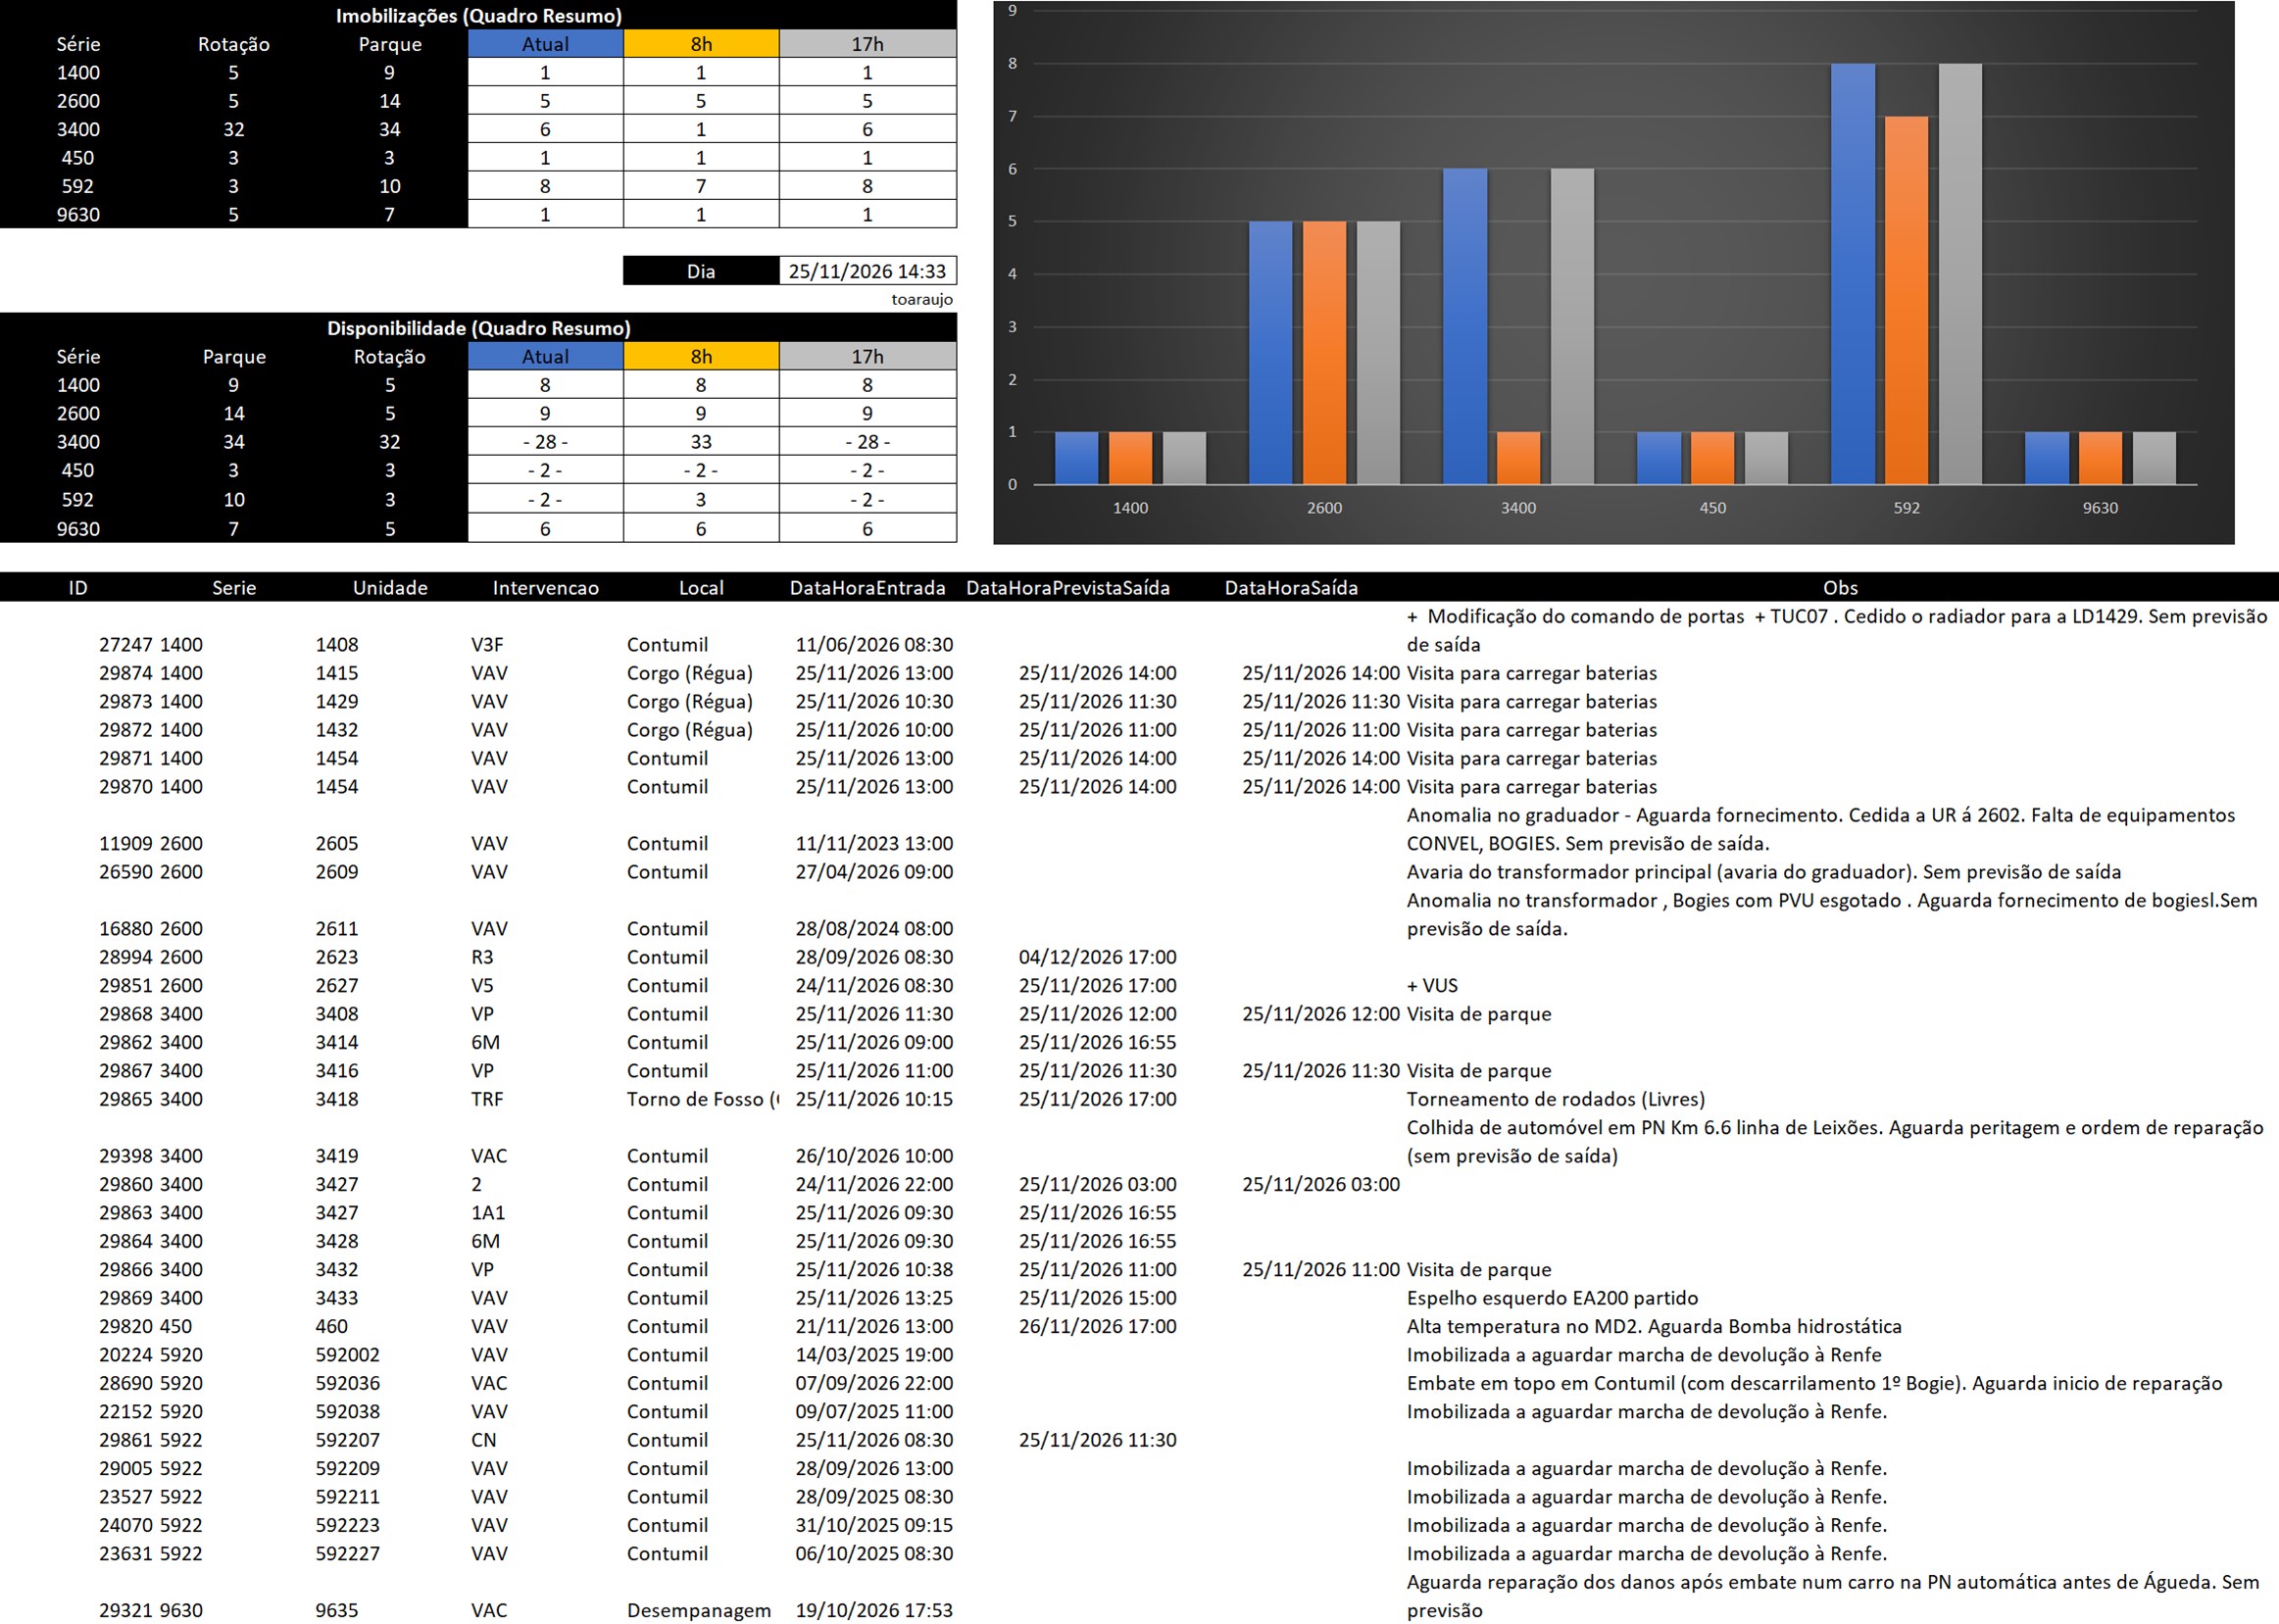 Imobilizações (Quadro Resumo)
Série Rotação Parque Atual 8h 17h
1400 5 9 1 1 1
2600 5 14 5 5 5
3400 32 34 6 1 6
450 3 3 1 1 1
592 3 10 8 7 8
9630 5 7 1 1 1
Dia 25/11/2026 14:33
toaraujo
Disponibilidade (Quadro Resumo)
Série Parque Rotação Atual 8h 17h
1400 9 5 8 8 8
2600 14 5 9 9 9
3400 34 32 - 28 - 33 - 28 -
450 3 3 - 2 - - 2 - - 2 -
592 10 3 - 2 - 3 - 2 -
9630 7 5 6 6 6
9
8
7
6
5
4
3
2
1
0
1400 2600 3400 450 592 9630
ID Serie Unidade Intervencao Local DataHoraEntrada DataHoraPrevistaSaída DataHoraSaída Obs
+ Modificação do comando de portas + TUC07 . Cedido o radiador para a LD1429. Sem previsão
27247 1400 1408 V3F Contumil 11/06/2026 08:30 de saída
29874 1400 1415 VAV Corgo (Régua) 25/11/2026 13:00 25/11/2026 14:00 25/11/2026 14:00 Visita para carregar baterias
29873 1400 1429 VAV Corgo (Régua) 25/11/2026 10:30 25/11/2026 11:30 25/11/2026 11:30 Visita para carregar baterias
29872 1400 1432 VAV Corgo (Régua) 25/11/2026 10:00 25/11/2026 11:00 25/11/2026 11:00 Visita para carregar baterias
29871 1400 1454 VAV Contumil 25/11/2026 13:00 25/11/2026 14:00 25/11/2026 14:00 Visita para carregar baterias
29870 1400 1454 VAV Contumil 25/11/2026 13:00 25/11/2026 14:00 25/11/2026 14:00 Visita para carregar baterias
Anomalia no graduador - Aguarda fornecimento. Cedida a UR á 2602. Falta de equipamentos
11909 2600 2605 VAV Contumil 11/11/2023 13:00 CONVEL, BOGIES. Sem previsão de saída.
26590 2600 2609 VAV Contumil 27/04/2026 09:00 Avaria do transformador principal (avaria do graduador). Sem previsão de saída
Anomalia no transformador , Bogies com PVU esgotado . Aguarda fornecimento de bogiesl.Sem
16880 2600 2611 VAV Contumil 28/08/2024 08:00 previsão de saída.
28994 2600 2623 R3 Contumil 28/09/2026 08:30 04/12/2026 17:00
29851 2600 2627 V5 Contumil 24/11/2026 08:30 25/11/2026 17:00 + VUS
29868 3400 3408 VP Contumil 25/11/2026 11:30 25/11/2026 12:00 25/11/2026 12:00 Visita de parque
29862 3400 3414 6M Contumil 25/11/2026 09:00 25/11/2026 16:55
29867 3400 3416 VP Contumil 25/11/2026 11:00 25/11/2026 11:30 25/11/2026 11:30 Visita de parque
29865 3400 3418 TRF Torno de Fosso ( 25/11/2026 10:15 25/11/2026 17:00 Torneamento de rodados (Livres)
Colhida de automóvel em PN Km 6.6 linha de Leixões. Aguarda peritagem e ordem de reparação
29398 3400 3419 VAC Contumil 26/10/2026 10:00 (sem previsão de saída)
29860 3400 3427 2 Contumil 24/11/2026 22:00 25/11/2026 03:00 25/11/2026 03:00
29863 3400 3427 1A1 Contumil 25/11/2026 09:30 25/11/2026 16:55
29864 3400 3428 6M Contumil 25/11/2026 09:30 25/11/2026 16:55
29866 3400 3432 VP Contumil 25/11/2026 10:38 25/11/2026 11:00 25/11/2026 11:00 Visita de parque
29869 3400 3433 VAV Contumil 25/11/2026 13:25 25/11/2026 15:00 Espelho esquerdo EA200 partido
29820 450 460 VAV Contumil 21/11/2026 13:00 26/11/2026 17:00 Alta temperatura no MD2. Aguarda Bomba hidrostática
20224 5920 592002 VAV Contumil 14/03/2025 19:00 Imobilizada a aguardar marcha de devolução à Renfe
28690 5920 592036 VAC Contumil 07/09/2026 22:00 Embate em topo em Contumil (com descarrilamento 1º Bogie). Aguarda inicio de reparação
22152 5920 592038 VAV Contumil 09/07/2025 11:00 Imobilizada a aguardar marcha de devolução à Renfe.
29861 5922 592207 CN Contumil 25/11/2026 08:30 25/11/2026 11:30
29005 5922 592209 VAV Contumil 28/09/2026 13:00 Imobilizada a aguardar marcha de devolução à Renfe.
23527 5922 592211 VAV Contumil 28/09/2025 08:30 Imobilizada a aguardar marcha de devolução à Renfe.
24070 5922 592223 VAV Contumil 31/10/2025 09:15 Imobilizada a aguardar marcha de devolução à Renfe.
23631 5922 592227 VAV Contumil 06/10/2025 08:30 Imobilizada a aguardar marcha de devolução à Renfe.
Aguarda reparação dos danos após embate num carro na PN automática antes de Águeda. Sem
29321 9630 9635 VAC Desempanagem 19/10/2026 17:53 previsão